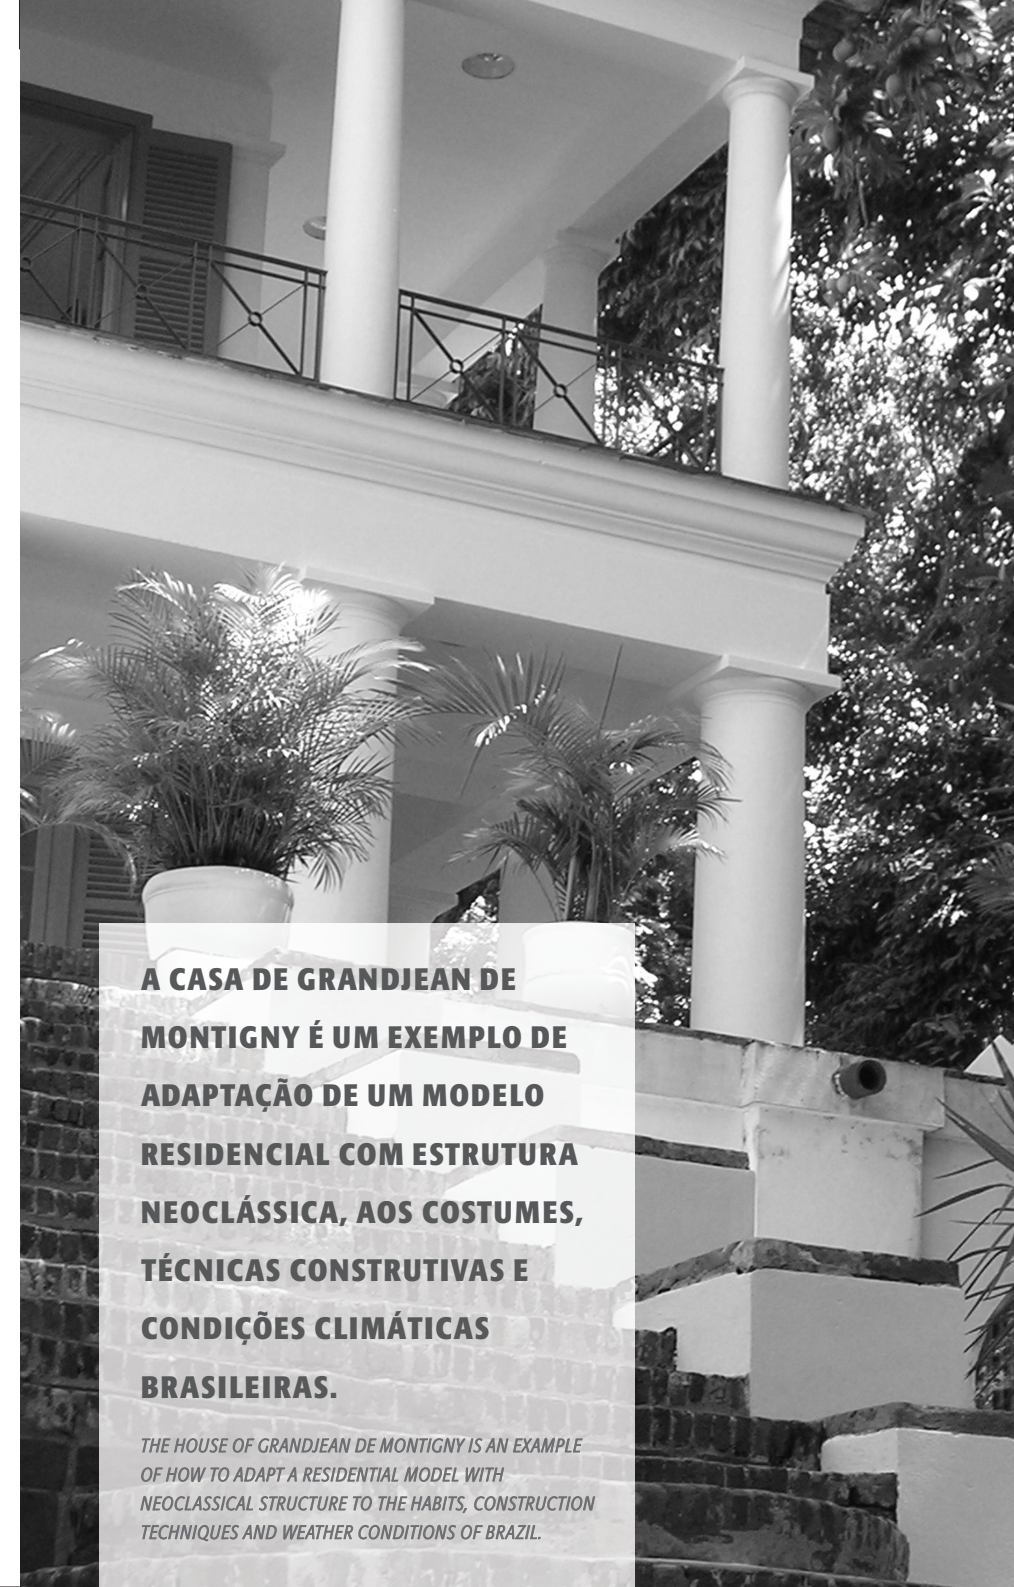 A CASA DE GRANDJEAN DE
MONTIGNY É UM EXEMPLO DE
ADAPTAÇÃO DE UM MODELO
RESIDENCIAL COM ESTRUTURA
NEOCLÁSSICA, AOS COSTUMES,
TÉCNICAS CONSTRUTIVAS E
CONDIÇÕES CLIMÁTICAS
BRASILEIRAS.
THE HOUSE OF GRANDJEAN DE MONTIGNY IS AN EXAMPLE
OF HOW TO ADAPT A RESIDENTIAL MODEL WITH
NEOCLASSICAL STRUCTURE TO THE HABITS, CONSTRUCTION
TECHNIQUES AND WEATHER CONDITIONS OF BRAZIL.